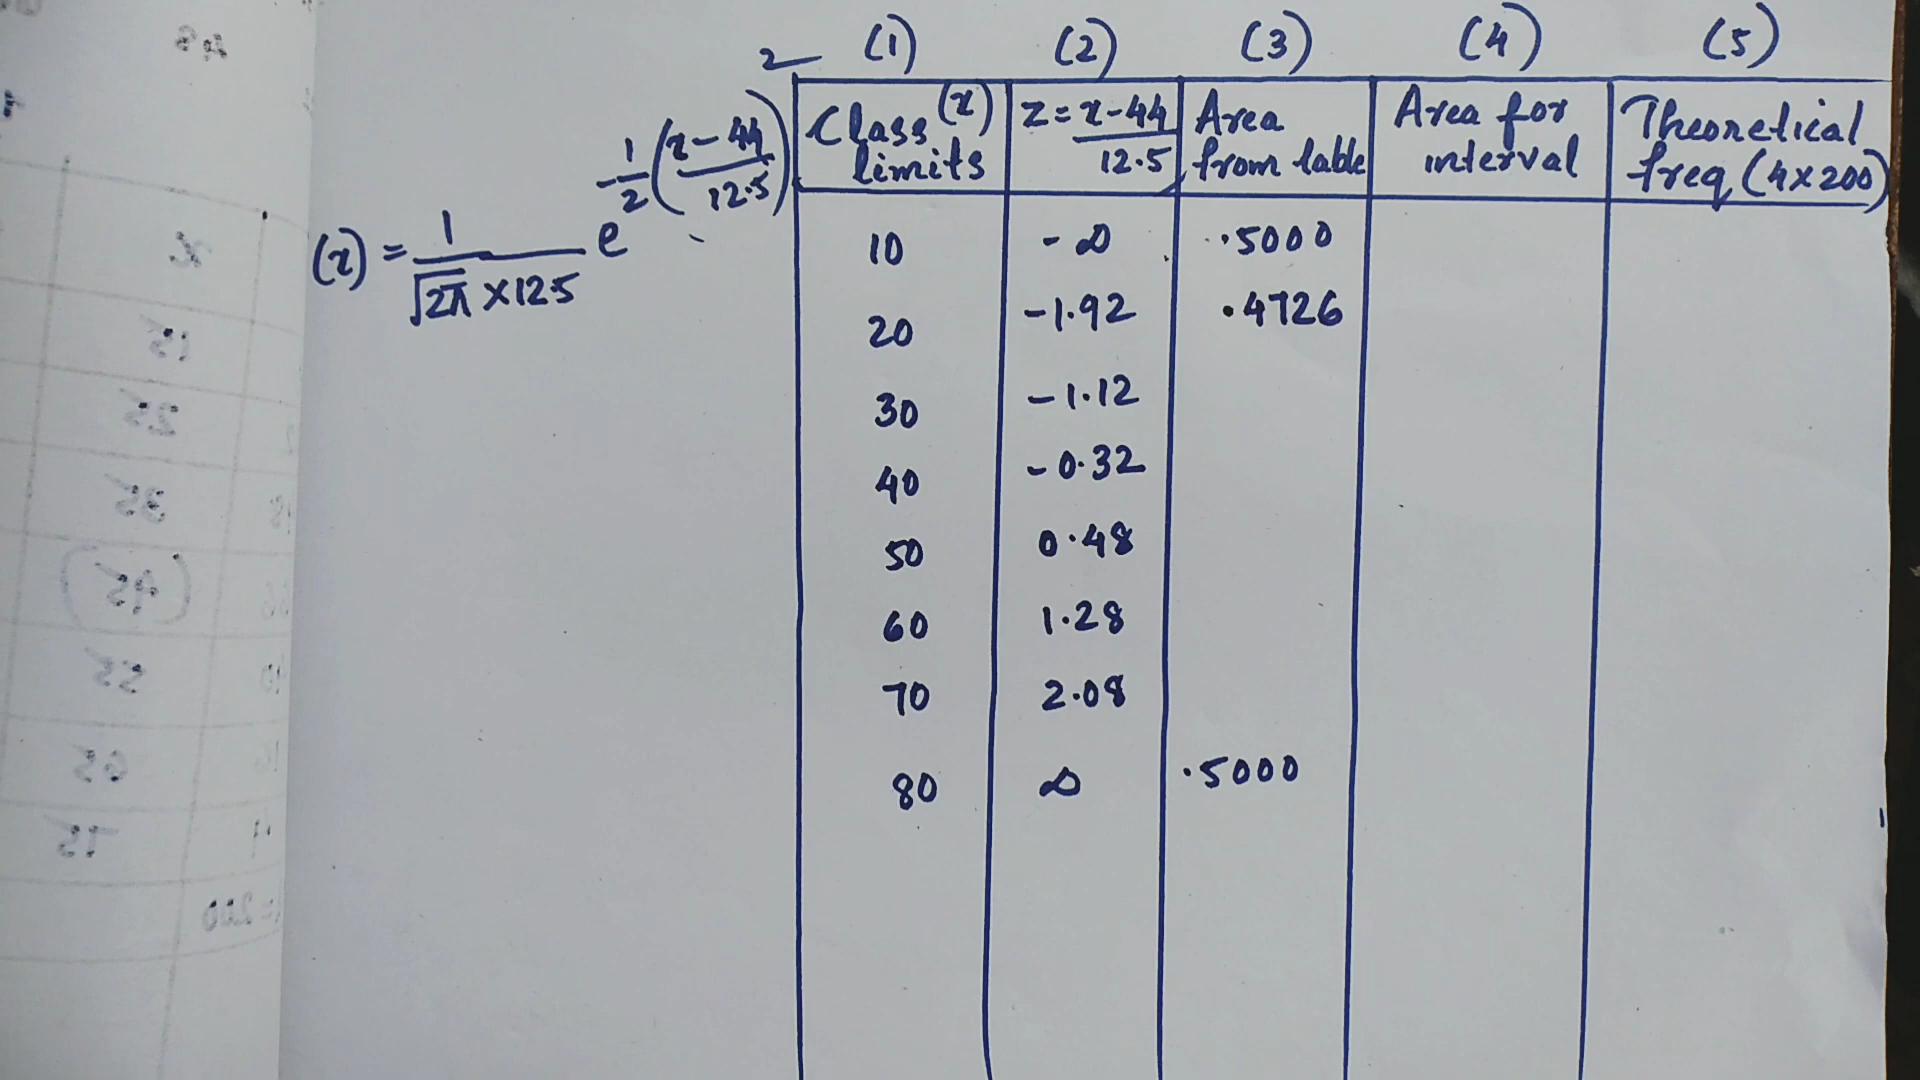 (1) (2) (3) (4) (5)
Class (x) limits z = x-44 / 12.5 Area from table Area for interval Theoretical freq (4x200)
(x) = 1 / √2π x 12.5 e -1/2 (x-44 / 12.5) 2
10 -∞ .5000
20 -1.92 .4726
30 -1.12
40 -0.32
50 0.48
60 1.28
70 2.08
80 ∞ .5000